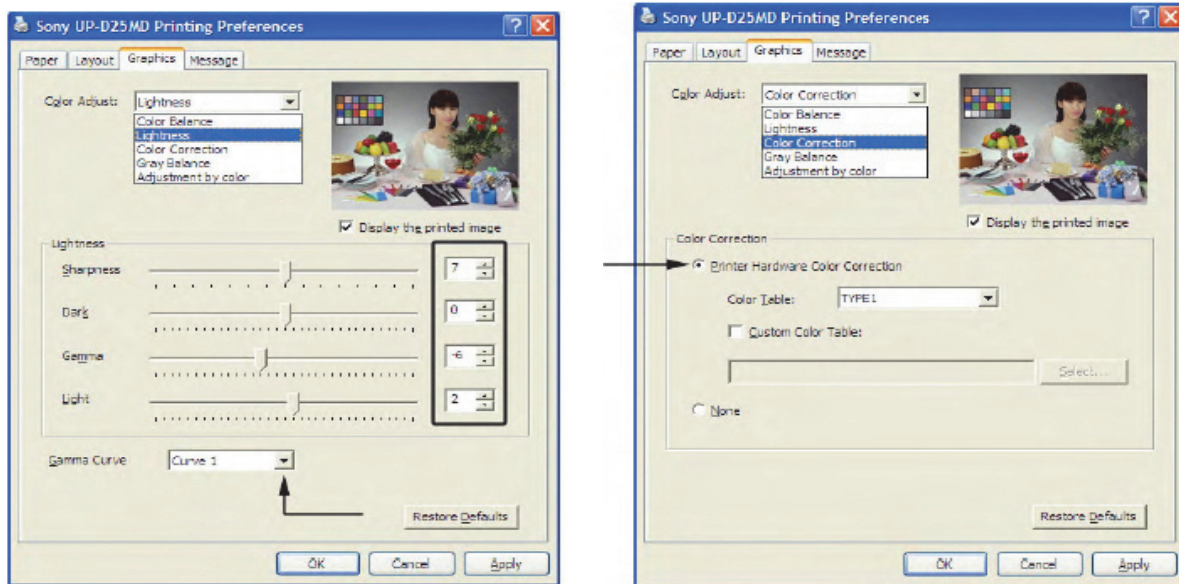 Sony UP-D25MD Printing Preferences
Paper Layout Graphics Message
Color Adjust: Lightness
Color Balance
Lightness
Color Correction
Gray Balance
Adjustment by color
Display the printed image
Lightness
Sharpness 7
Dark 0
Gamma -6
Light 2
Gamma Curve Curve 1
Restore Defaults
OK Cancel Apply
Sony UP-D25MD Printing Preferences
Paper Layout Graphics Message
Color Adjust: Color Correction
Color Balance
Lightness
Color Correction
Gray Balance
Adjustment by color
Display the printed image
Color Correction
Printer Hardware Color Correction
Color Table: TYPE1
Custom Color Table:
Select...
None
Restore Defaults
OK Cancel Apply